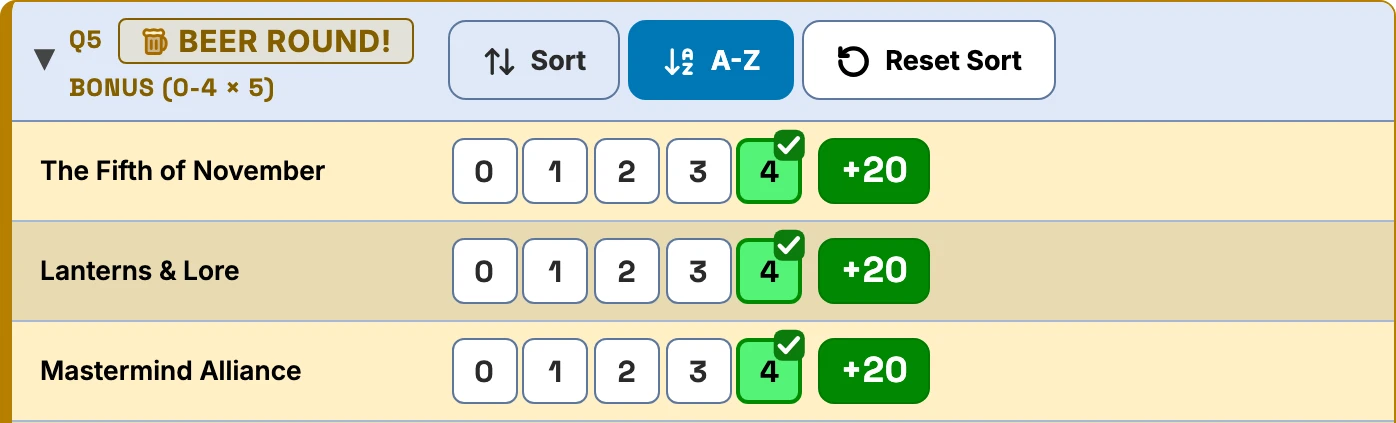 Q5 BEER ROUND!
BONUS (0-4 × 5)
Sort
A-Z
Reset Sort
The Fifth of November 0 1 2 3 4 +20
Lanterns & Lore 0 1 2 3 4 +20
Mastermind Alliance 0 1 2 3 4 +20